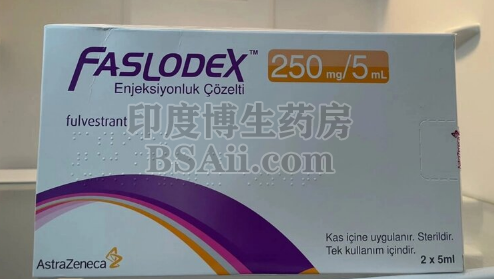 FASLODEX™ 250 mg/5 mL
Enjeksiyonluk Çözelti
fulvestrant
印度博生药房
BSAii.com
AstraZeneca
Kas içine uygulanır. Sterildir.
Tek kullanım içindir.
2 x 5ml